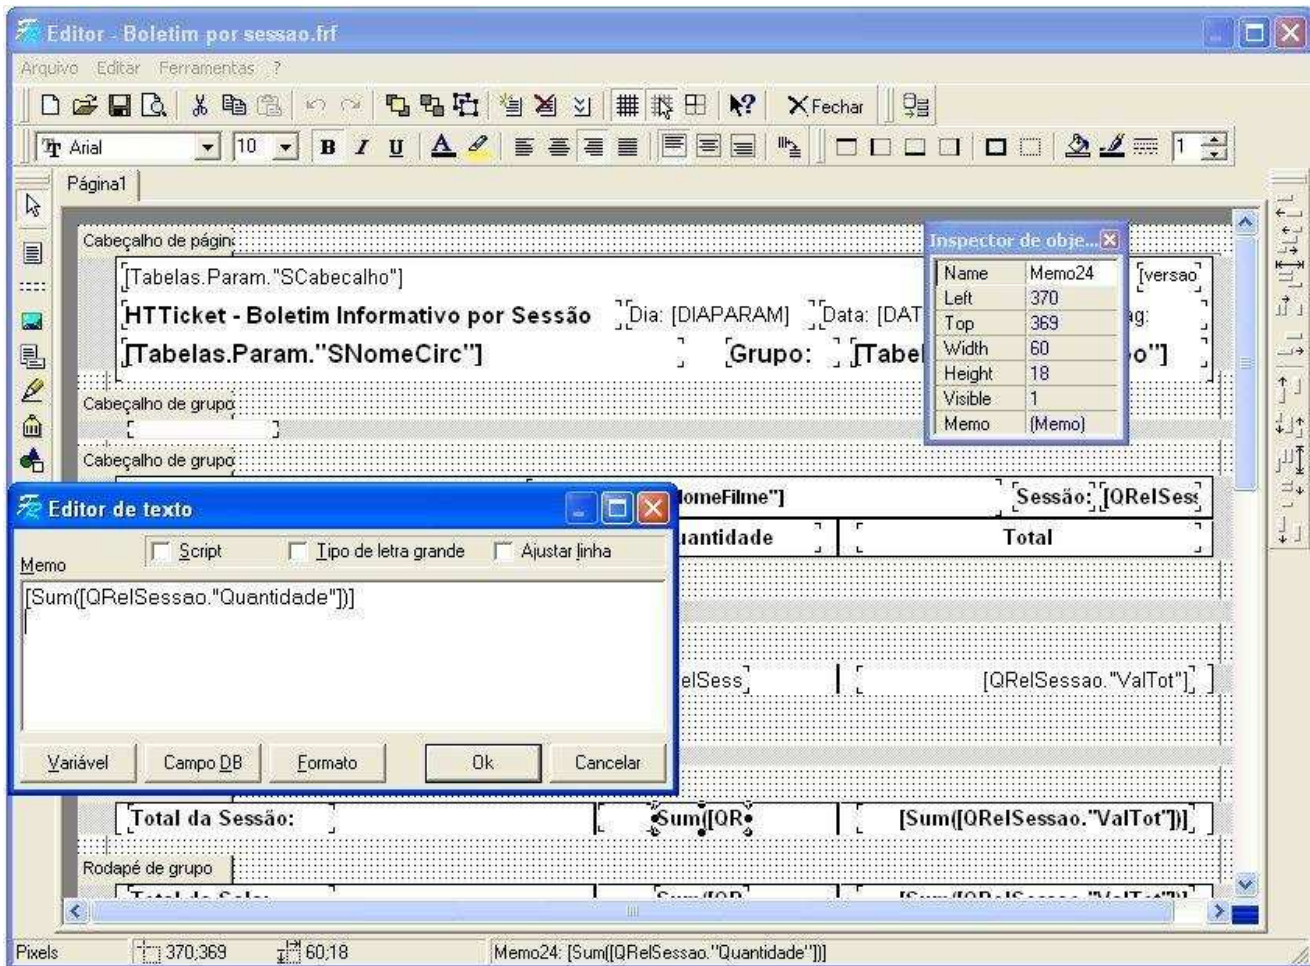 Editor - Boletim por sessao.frf
Arquivo Editar Ferramentas ?
Fechar
Arial 10 B I U A 1
Página1
Cabeçalho de págin
[Tabelas.Param."SCabecalho"] [versao
HTTicket - Boletim Informativo por Sessão Dia: [DIAPARAM] Data: [DAT ag:
[Tabelas.Param."SNomeCirc"] Grupo: [Tabel o"]
Inspector de obje...
Name Memo24
Left 370
Top 369
Width 60
Height 18
Visible 1
Memo (Memo)
Cabeçalho de grupo
Cabeçalho de grupo
omeFilme"] Sessão: [QRelSess
uantidade Total
Editor de texto
Script Tipo de letra grande Ajustar linha
Memo
[Sum([QRelSessao."Quantidade"])]
elSess [QRelSessao."ValTot"]
Variável Campo DB Formato Ok Cancelar
Total da Sessão: Sum([QR [Sum([QRelSessao."ValTot"])]
Rodapé de grupo
Pixels 370;369 60;18 Memo24: [Sum([QRelSessao."Quantidade"])]